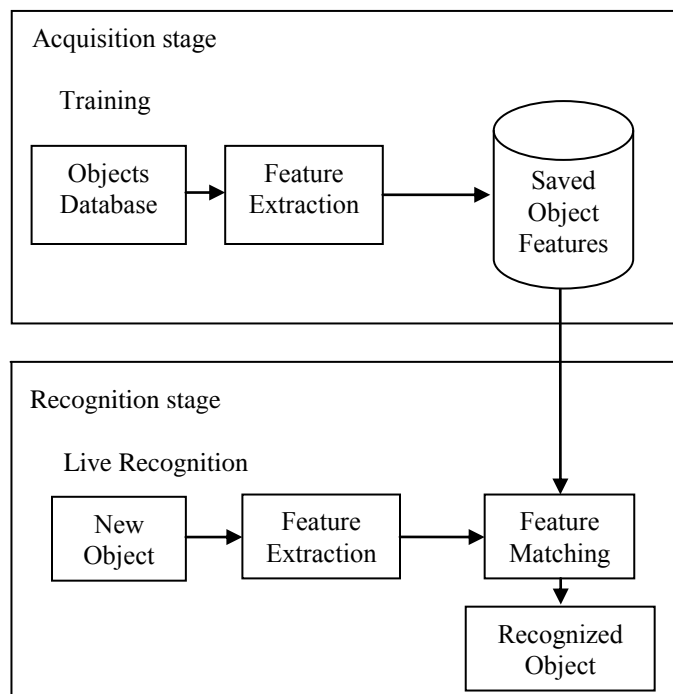 Acquisition stage
Training
Objects
Database
Feature
Extraction
Saved
Object
Features
Recognition stage
Live Recognition
New
Object
Feature
Extraction
Feature
Matching
Recognized
Object